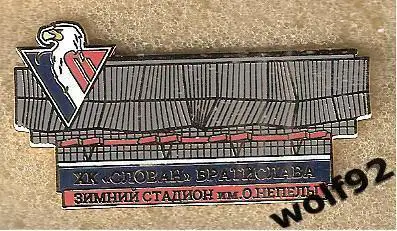 ХК «СЛОВАН» БРАТИСЛАВА
ЗИМНИЙ СТАДИОН им. О.НЕПЕЛЫ
wolf92